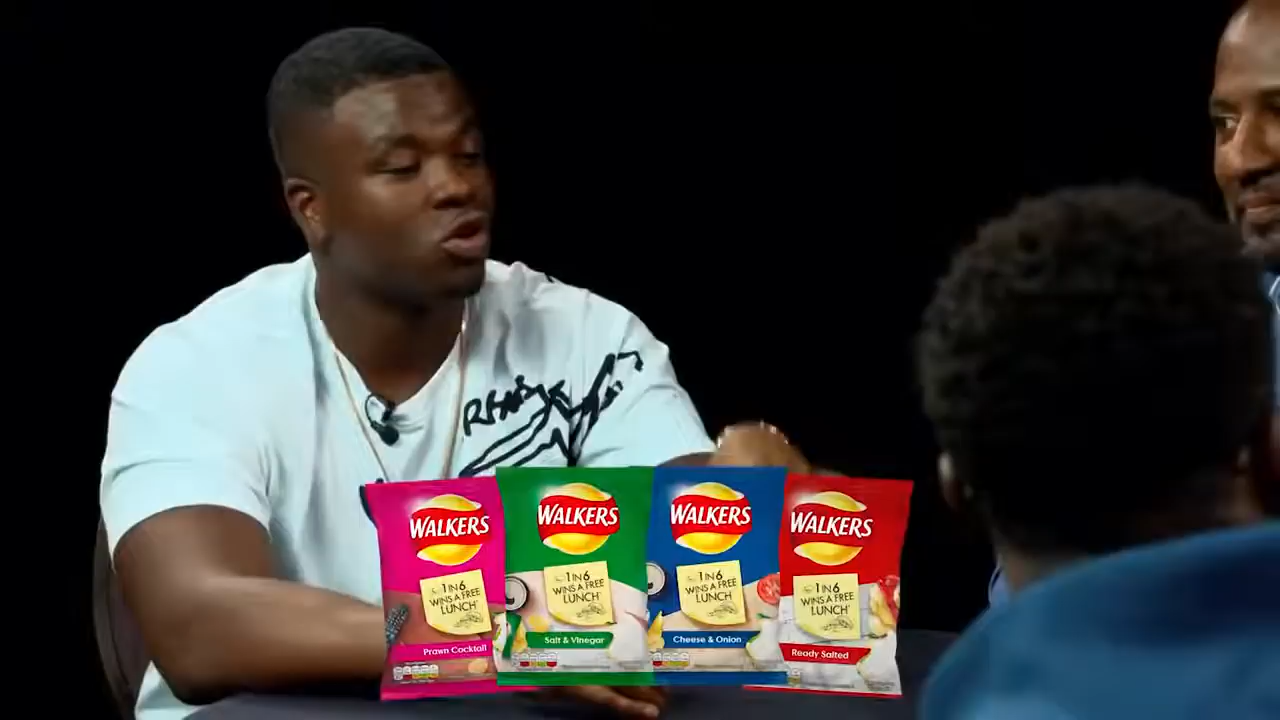 REAS
WALKERS
1 IN 6
WINS A FREE
LUNCH
Prawn Cocktail
WALKERS
1 IN 6
WINS A FREE
LUNCH
Salt & Vinegar
WALKERS
1 IN 6
WINS A FREE
LUNCH
Cheese & Onion
WALKERS
1 IN 6
WINS A FREE
LUNCH
Ready Salted